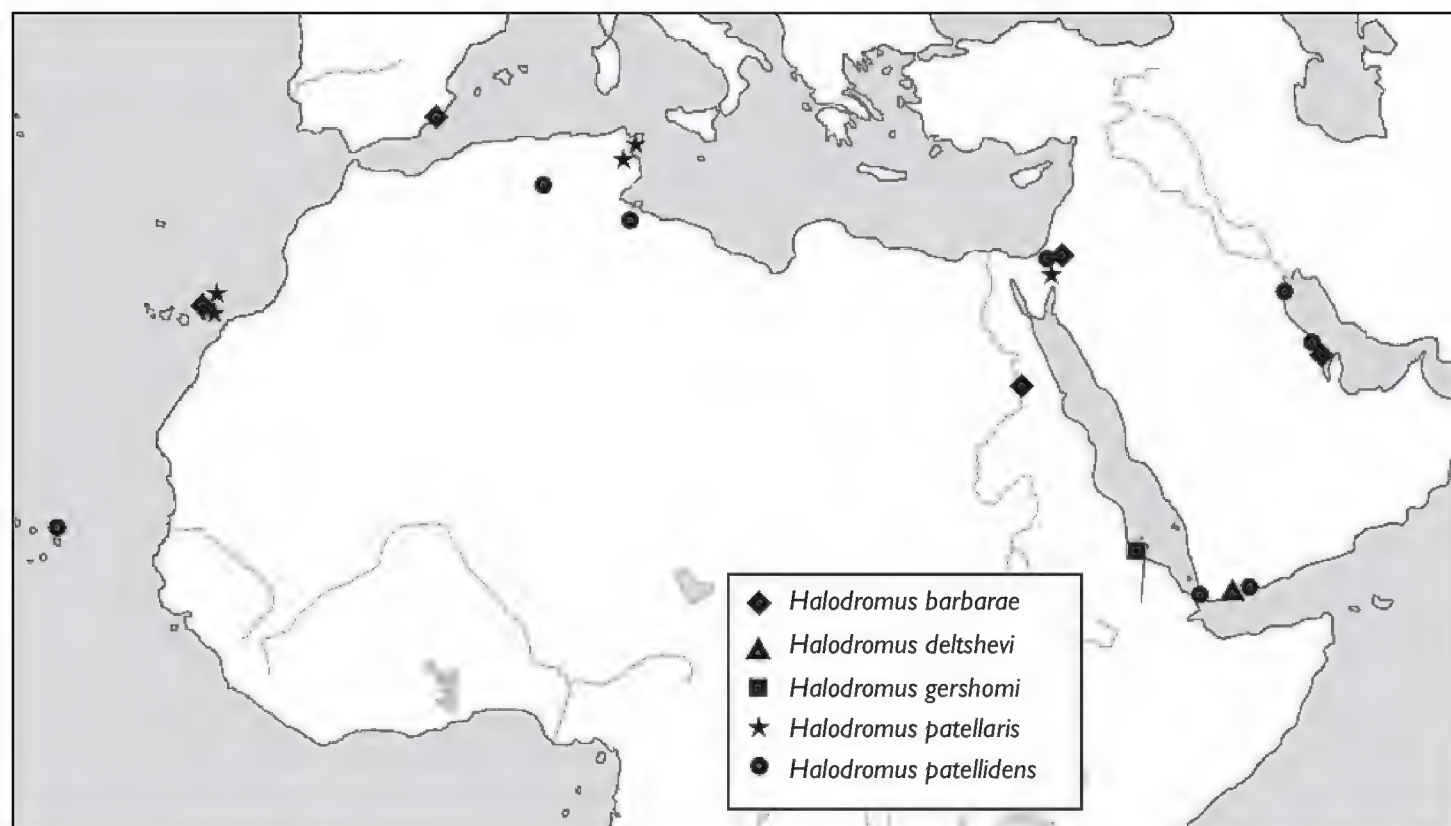 Halodromus barbarae
Halodromus deltshevi
Halodromus gershomi
Halodromus patellaris
Halodromus patellidens